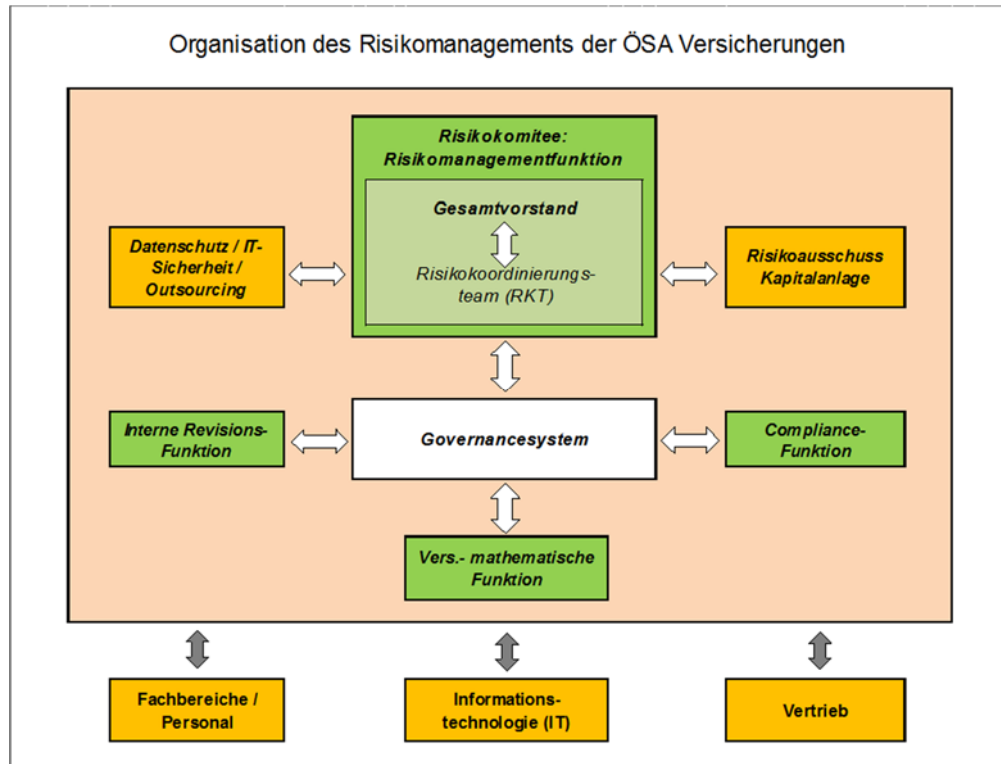 Organisation des Risikomanagements der ÖSA Versicherungen
Risikokomitee:
Risikomanagementfunktion
Gesamtvorstand
Risikokoordinierungs-
team (RKT)
Datenschutz / IT-
Sicherheit /
Outsourcing
Risikoausschuss
Kapitalanlage
Interne Revisions-
Funktion
Governancesystem
Compliance-
Funktion
Vers.- mathematische
Funktion
Fachbereiche /
Personal
Informations-
technologie (IT)
Vertrieb